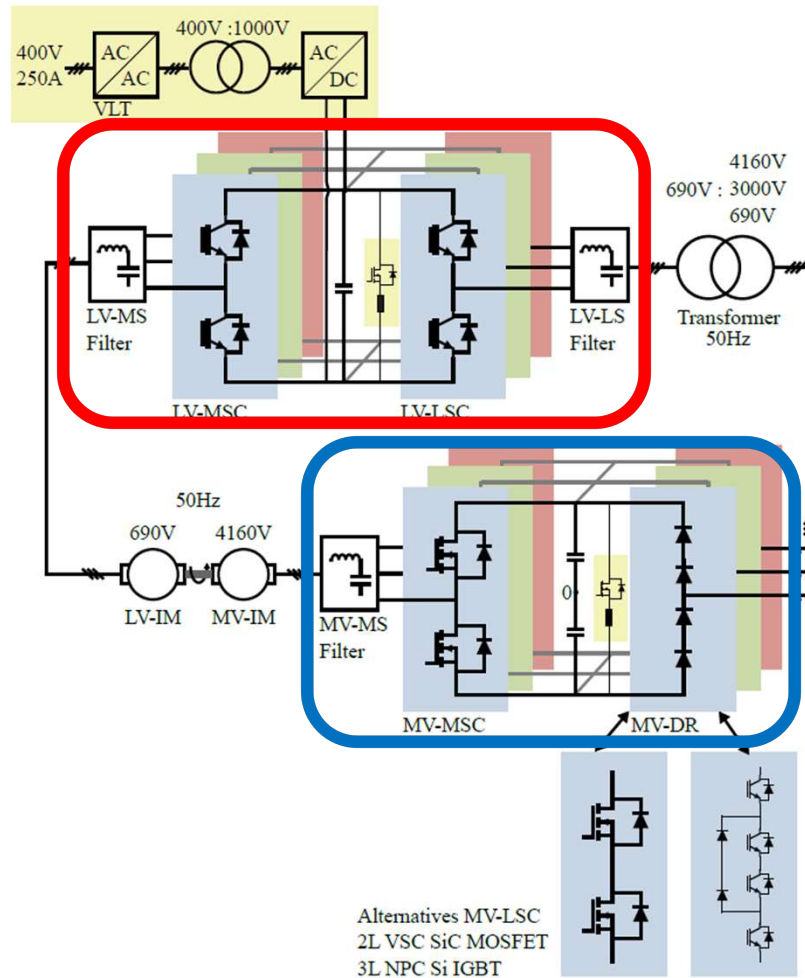 400V :1000V
400V
250A
AC
AC
AC
DC
VLT
4160V
690V : 3000V
690V
LV-MS
Filter
LV-MSC
LV-LSC
LV-LS
Filter
Transformer
50Hz
50Hz
690V
4160V
0
LV-IM
MV-IM
MV-MS
Filter
MV-MSC
MV-DR
Alternatives MV-LSC
2L VSC SiC MOSFET
3L NPC Si IGBT